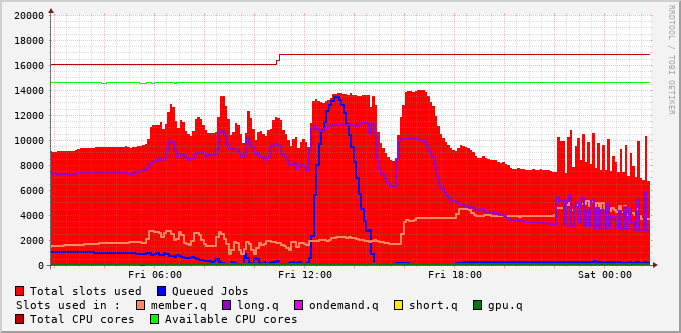 20000
18000
16000
14000
12000
10000
8000
6000
4000
2000
0
Fri 06:00 Fri 12:00 Fri 18:00 Sat 00:00
Total slots used Queued Jobs
Slots used in : member.q long.q ondemand.q short.q gpu.q
Total CPU cores Available CPU cores
RRDTOOL / TOBI OETIKER